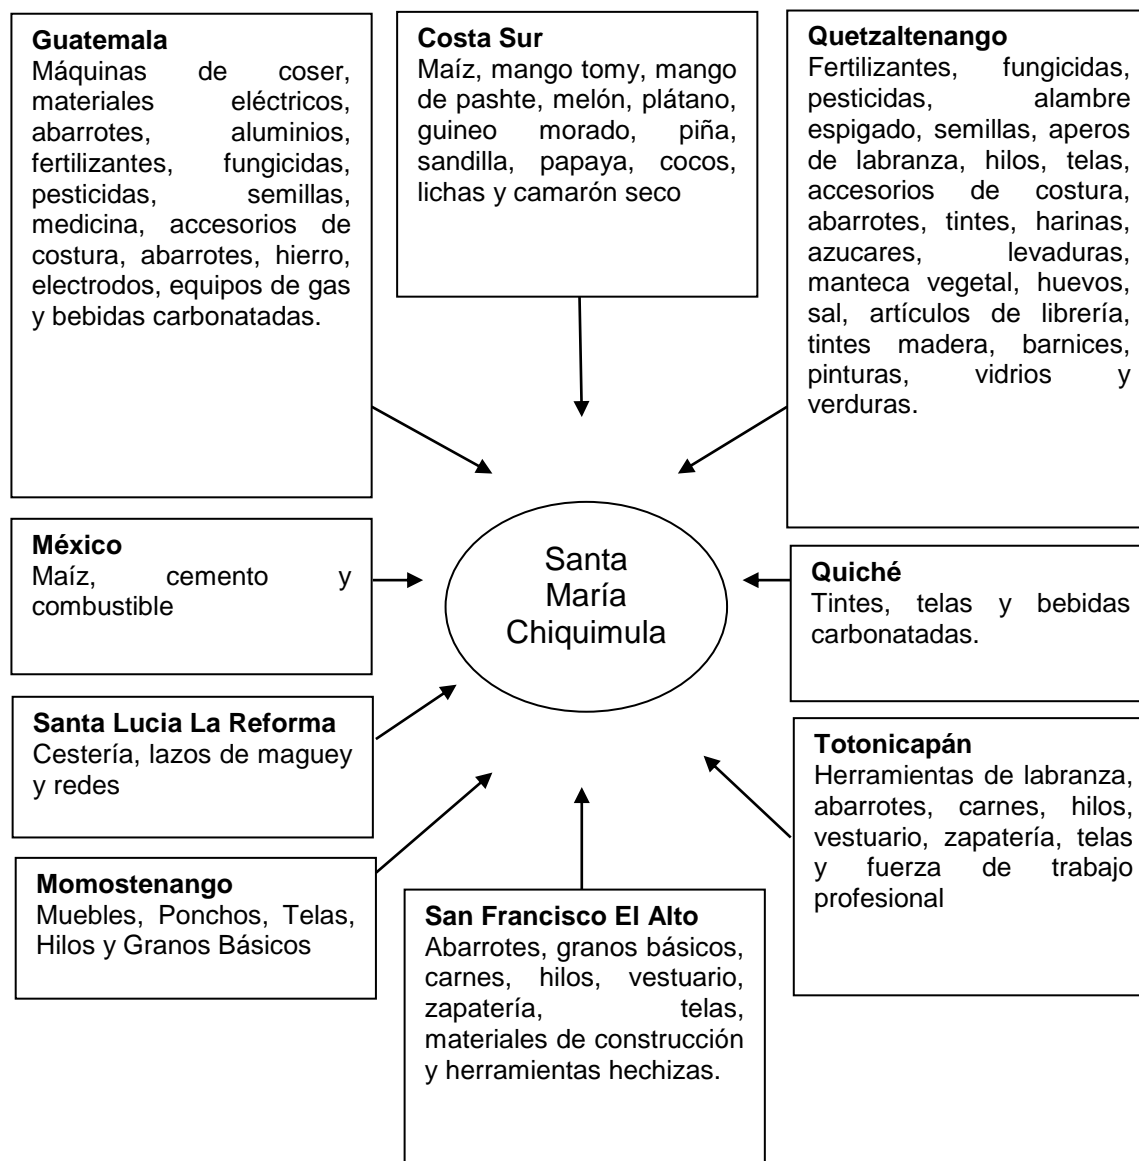 Guatemala
Máquinas de coser,
materiales eléctricos,
abarrotes, aluminios,
fertilizantes, fungicidas,
pesticidas, semillas,
medicina, accesorios de
costura, abarrotes, hierro,
electrodos, equipos de gas
y bebidas carbonatadas.
Costa Sur
Maíz, mango tomy, mango
de pashte, melón, plátano,
guineo morado, piña,
sandilla, papaya, cocos,
lichas y camarón seco
Quetzaltenango
Fertilizantes, fungicidas,
pesticidas, alambre
espigado, semillas, aperos
de labranza, hilos, telas,
accesorios de costura,
abarrotes, tintes, harinas,
azucares, levaduras,
manteca vegetal, huevos,
sal, artículos de librería,
tintes madera, barnices,
pinturas, vidrios y
verduras.
México
Maíz, cemento y
combustible
Santa
María
Chiquimula
Quiché
Tintes, telas y bebidas
carbonatadas.
Santa Lucia La Reforma
Cestería, lazos de maguey
y redes
Totonicapán
Herramientas de labranza,
abarrotes, carnes, hilos,
vestuario, zapatería, telas
y fuerza de trabajo
profesional
Momostenango
Muebles, Ponchos, Telas,
Hilos y Granos Básicos
San Francisco El Alto
Abarrotes, granos básicos,
carnes, hilos, vestuario,
zapatería, telas,
materiales de construcción
y herramientas hechizas.